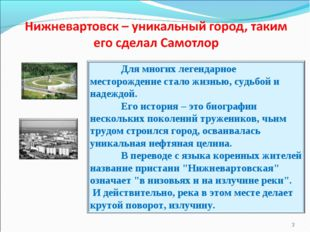 Нижневартовск – уникальный город, таким
его сделал Самотлор
Для многих легендарное
месторождение стало жизнью, судьбой и
надеждой.
Его история – это биографии
нескольких поколений тружеников, чьим
трудом строился город, осваивалась
уникальная нефтяная целина.
В переводе с языка коренных жителей
название пристани "Нижневартовская"
означает "в низовьях и на излучине реки".
И действительно, река в этом месте делает
крутой поворот, излучину.
3